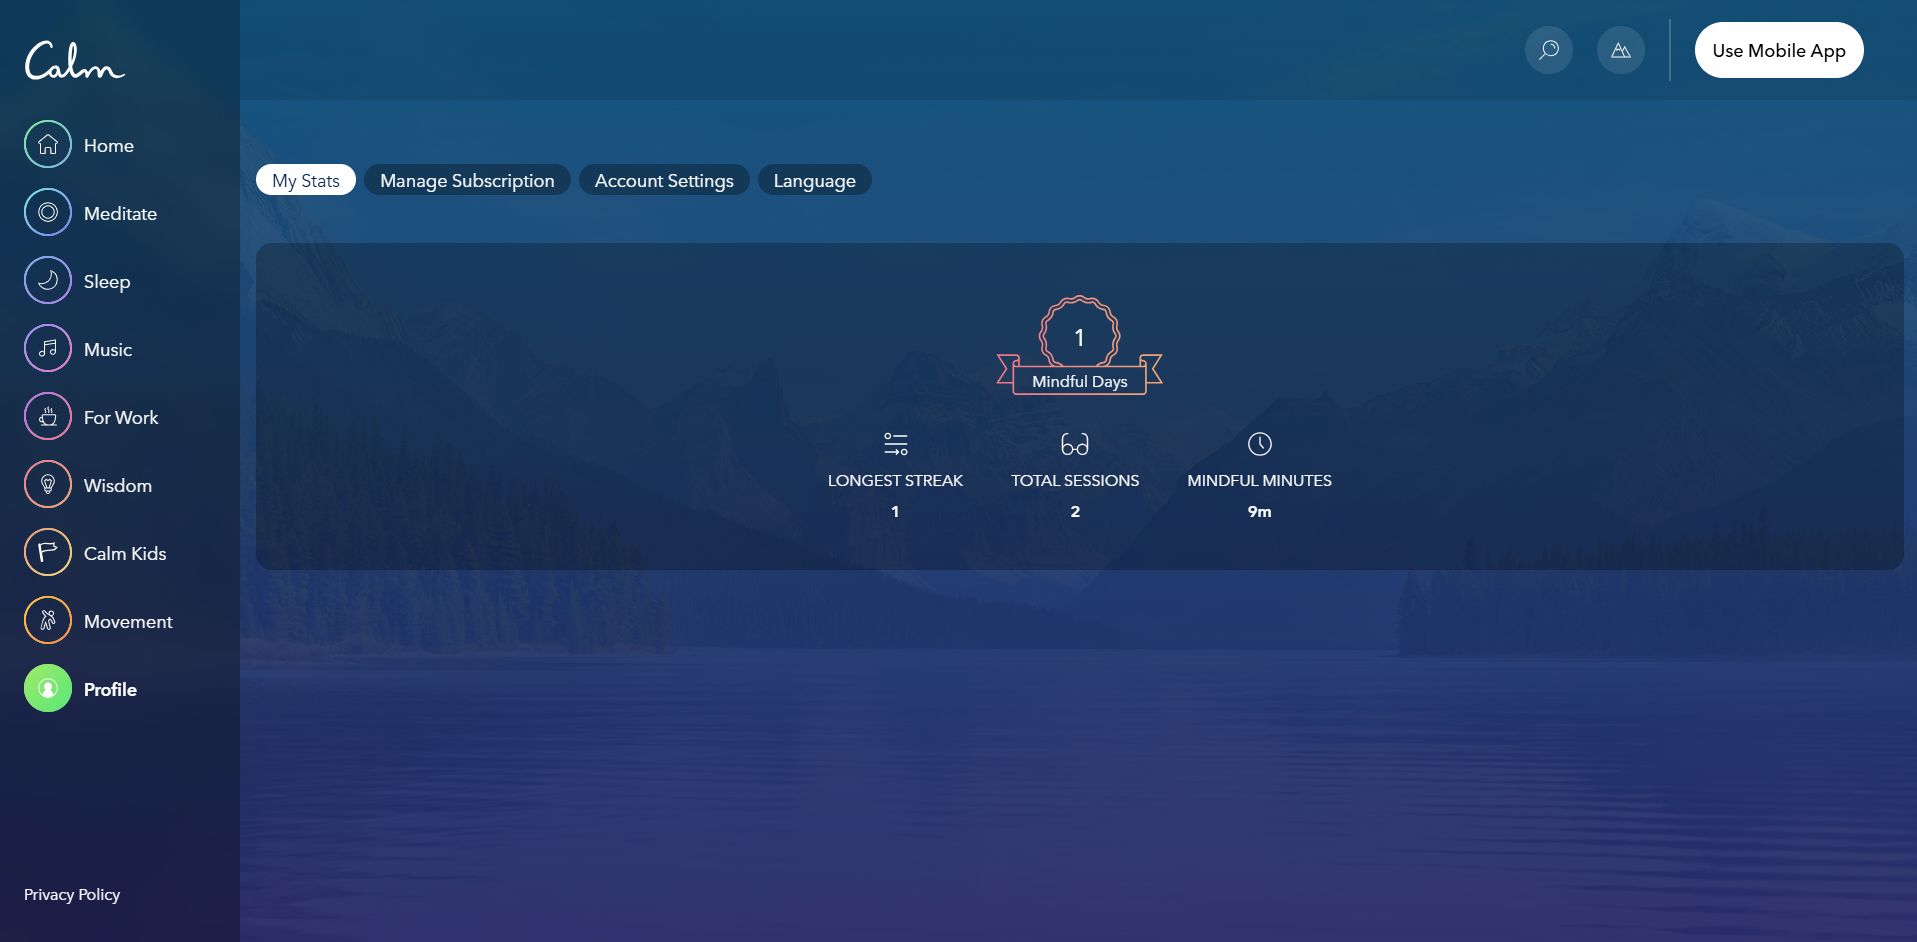 Calm
Home
Meditate
Sleep
Music
For Work
Wisdom
Calm Kids
Movement
Profile
Privacy Policy
Use Mobile App
My Stats
Manage Subscription
Account Settings
Language
1
Mindful Days
LONGEST STREAK
1
TOTAL SESSIONS
2
MINDFUL MINUTES
9m